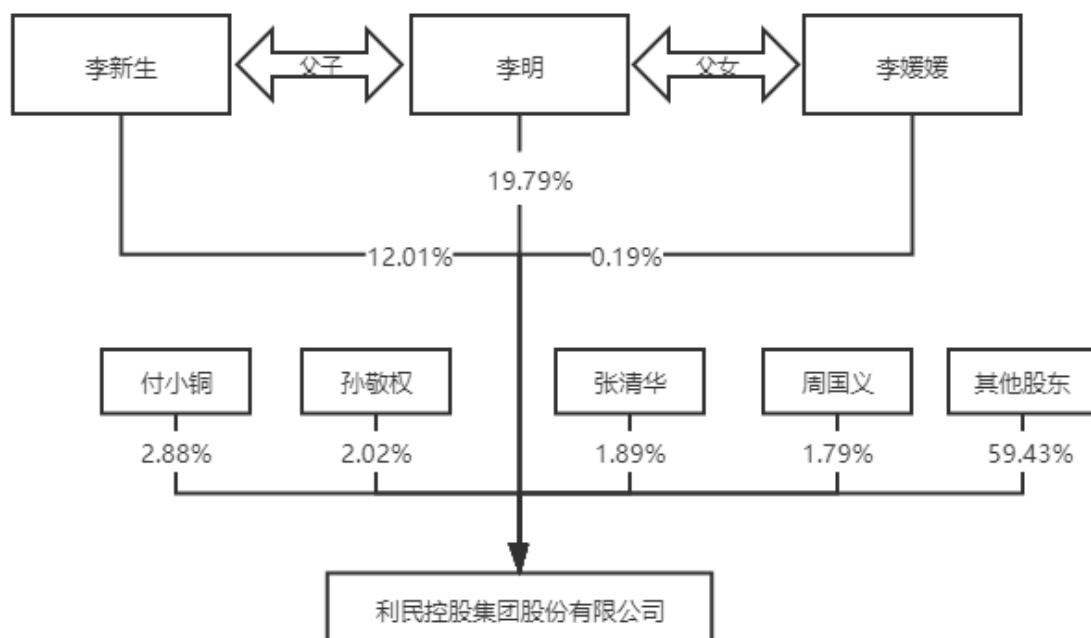 李新生
父子
李明
父女
李媛媛
19.79%
12.01%
0.19%
付小铜
孙敬权
张清华
周国义
其他股东
2.88%
2.02%
1.89%
1.79%
59.43%
利民控股集团股份有限公司